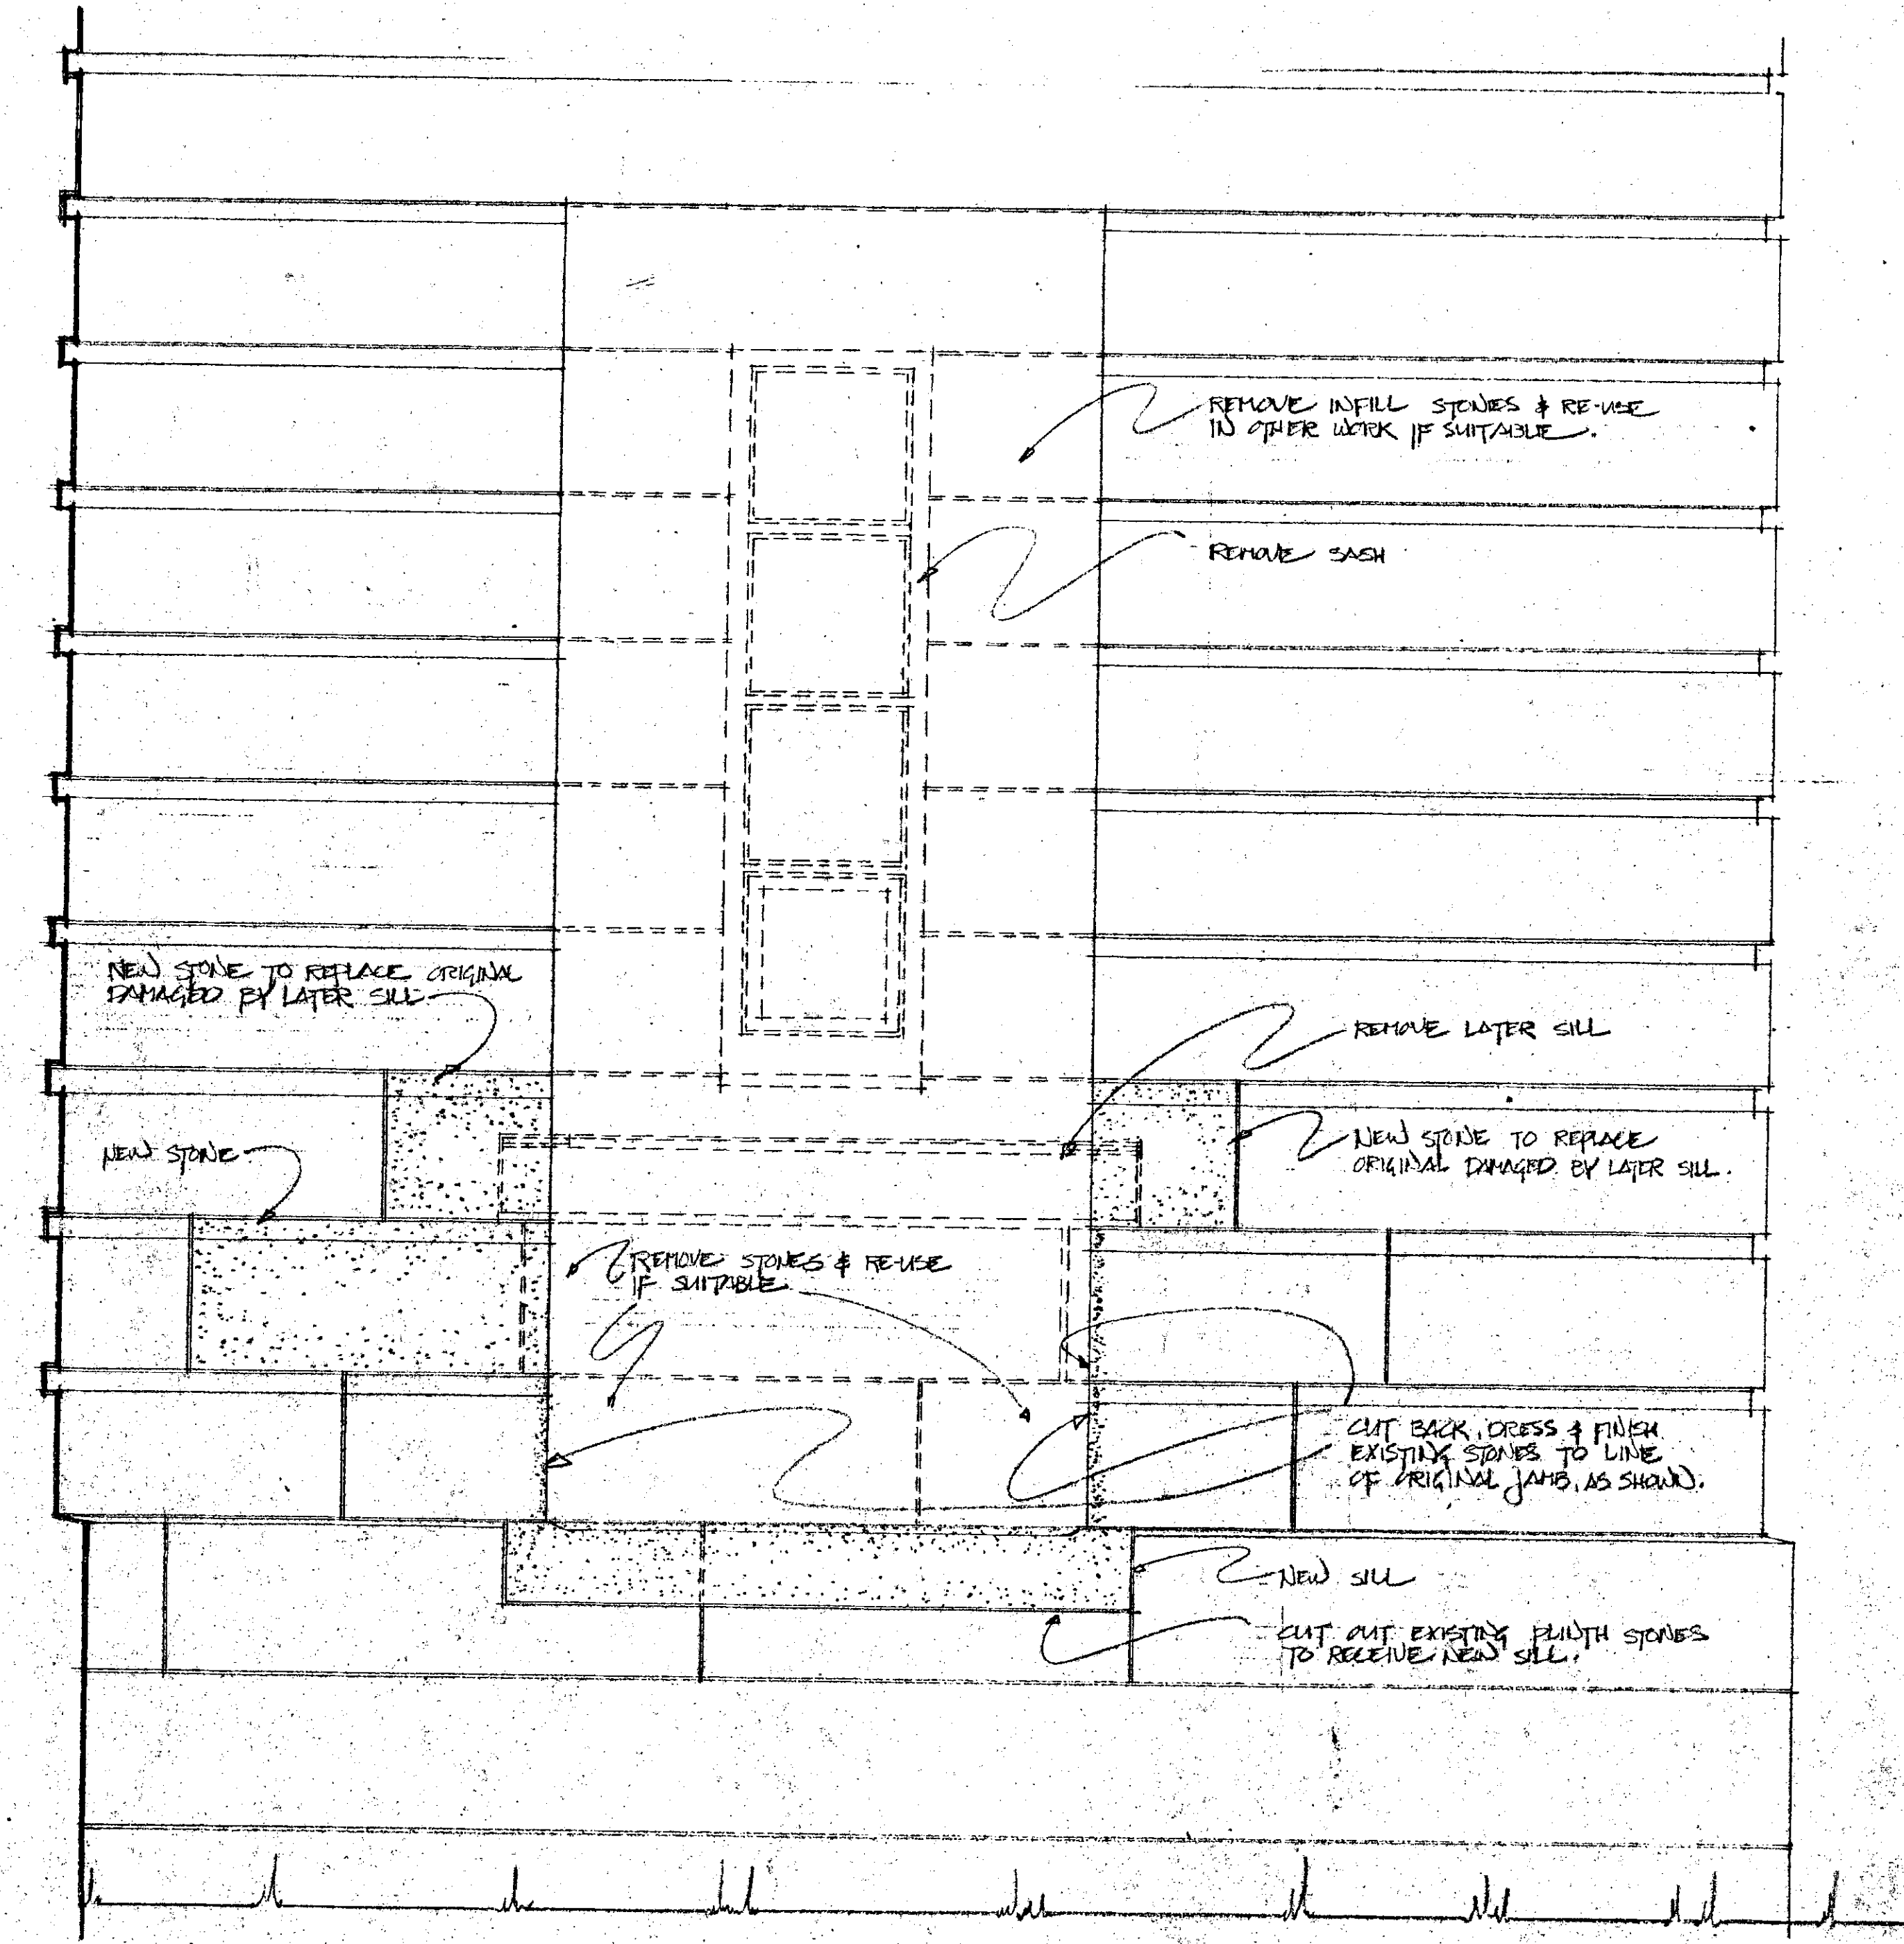 REMOVE INFILL STONES & RE-USE
IN OTHER WORK IF SUITABLE.
REMOVE SASH
NEW STONE TO REPLACE ORIGINAL
DAMAGED BY LATER SILL
REMOVE LATER SILL
NEW STONE
NEW STONE TO REPLACE
ORIGINAL DAMAGED BY LATER SILL.
REMOVE STONES & RE-USE
IF SUITABLE
CUT BACK, DRESS & FINISH
EXISTING STONES TO LINE
OF ORIGINAL JAMB, AS SHOWN.
NEW SILL
CUT OUT EXISTING PLINTH STONES
TO RECEIVE NEW SILL.